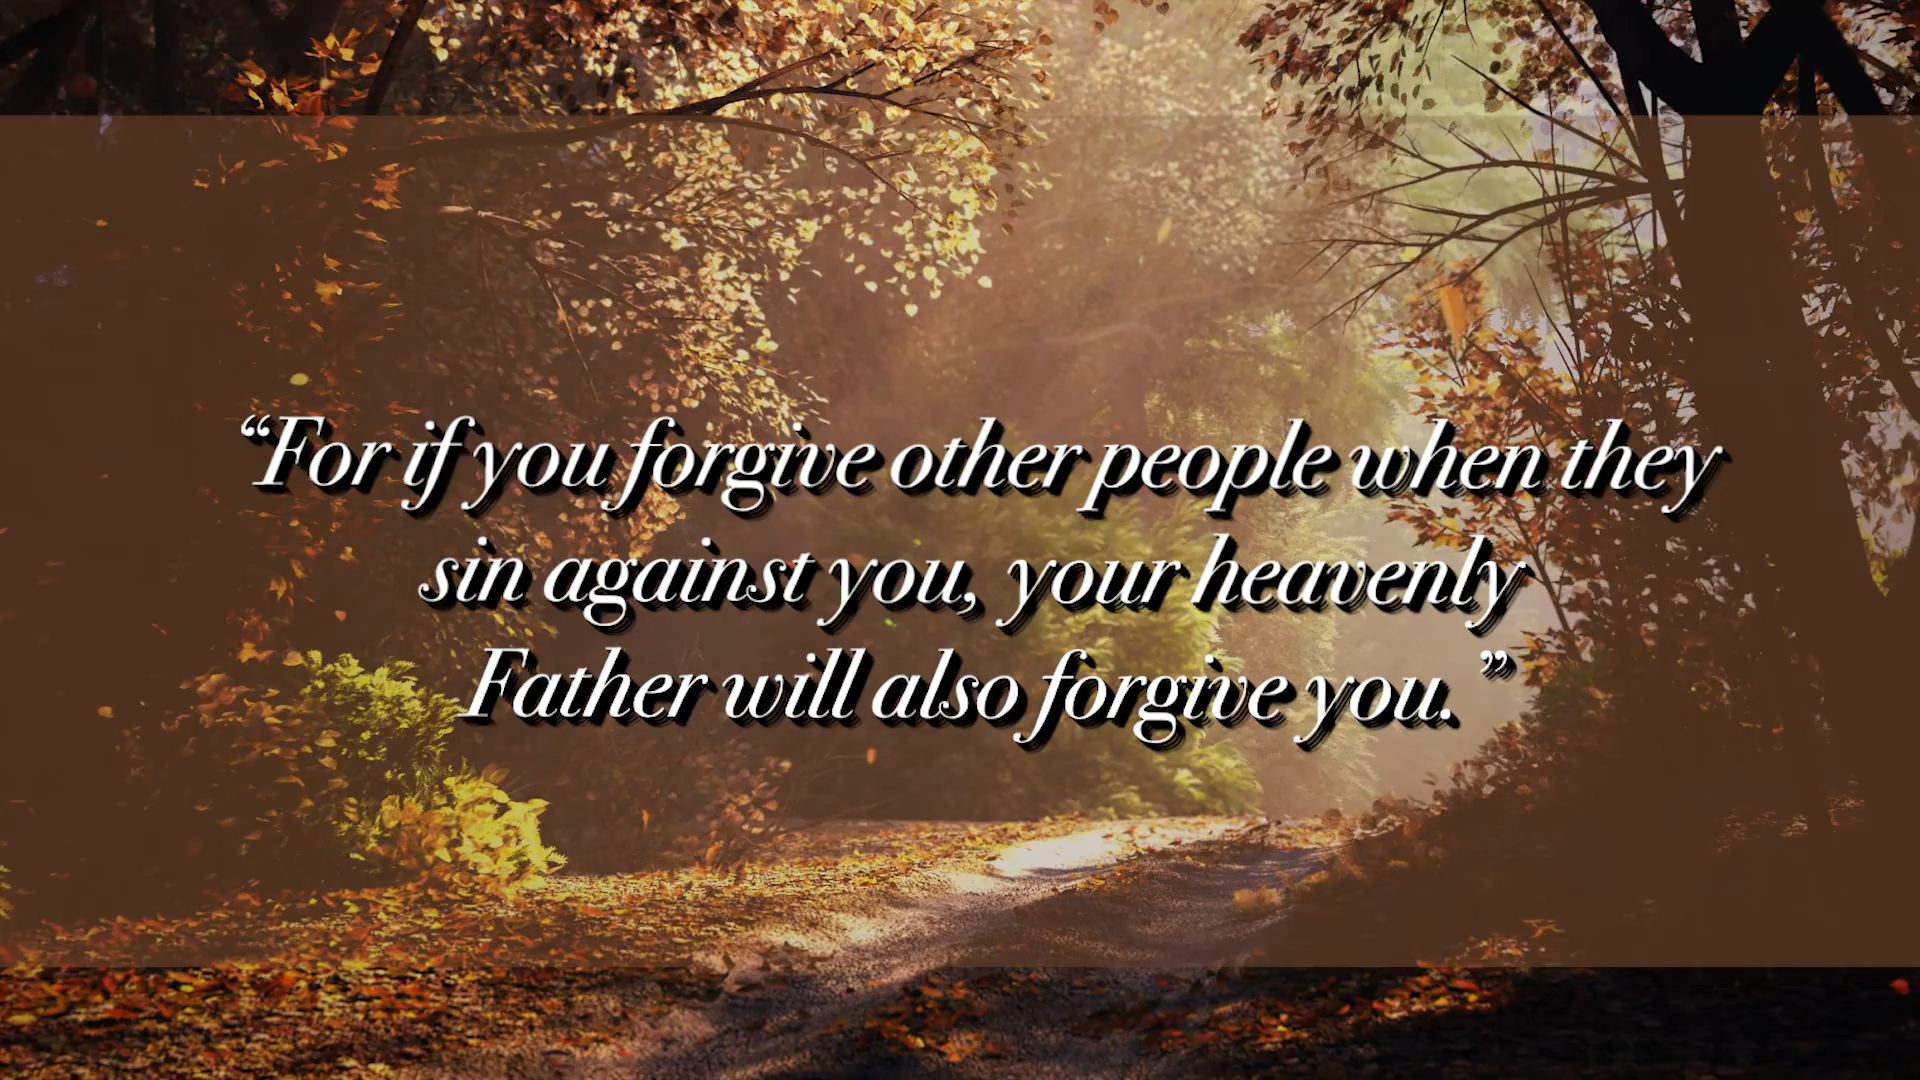 “For if you forgive other people when they
sin against you, your heavenly
Father will also forgive you.”